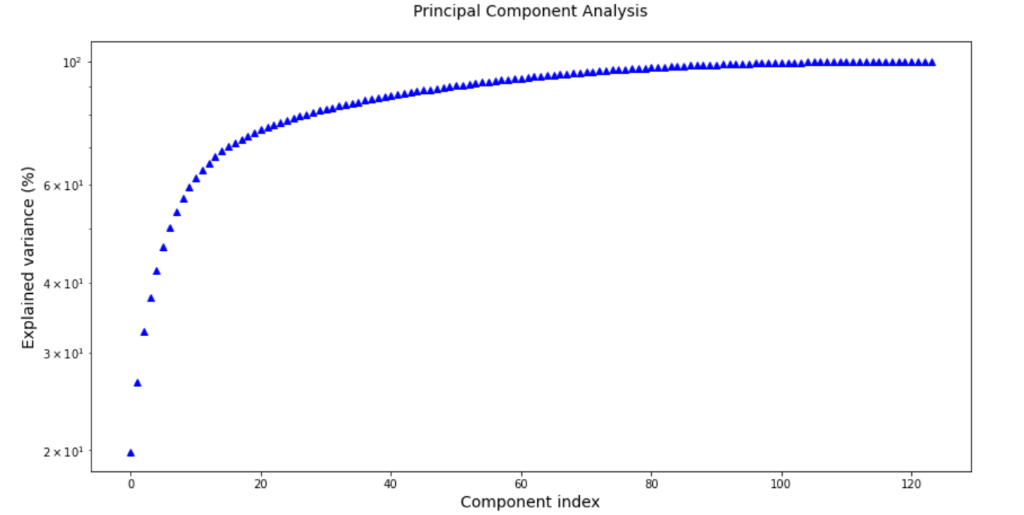 Principal Component Analysis
Explained variance (%)
10²
6 × 10¹
4 × 10¹
3 × 10¹
2 × 10¹
0 20 40 60 80 100 120
Component index